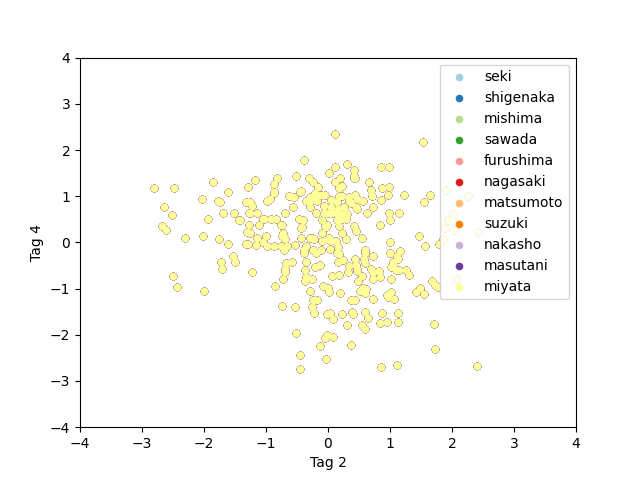 4
3
2
1
0
−1
−2
−3
−4
Tag 4
−4 −3 −2 −1 0 1 2 3 4
Tag 2
seki
shigenaka
mishima
sawada
furushima
nagasaki
matsumoto
suzuki
nakasho
masutani
miyata